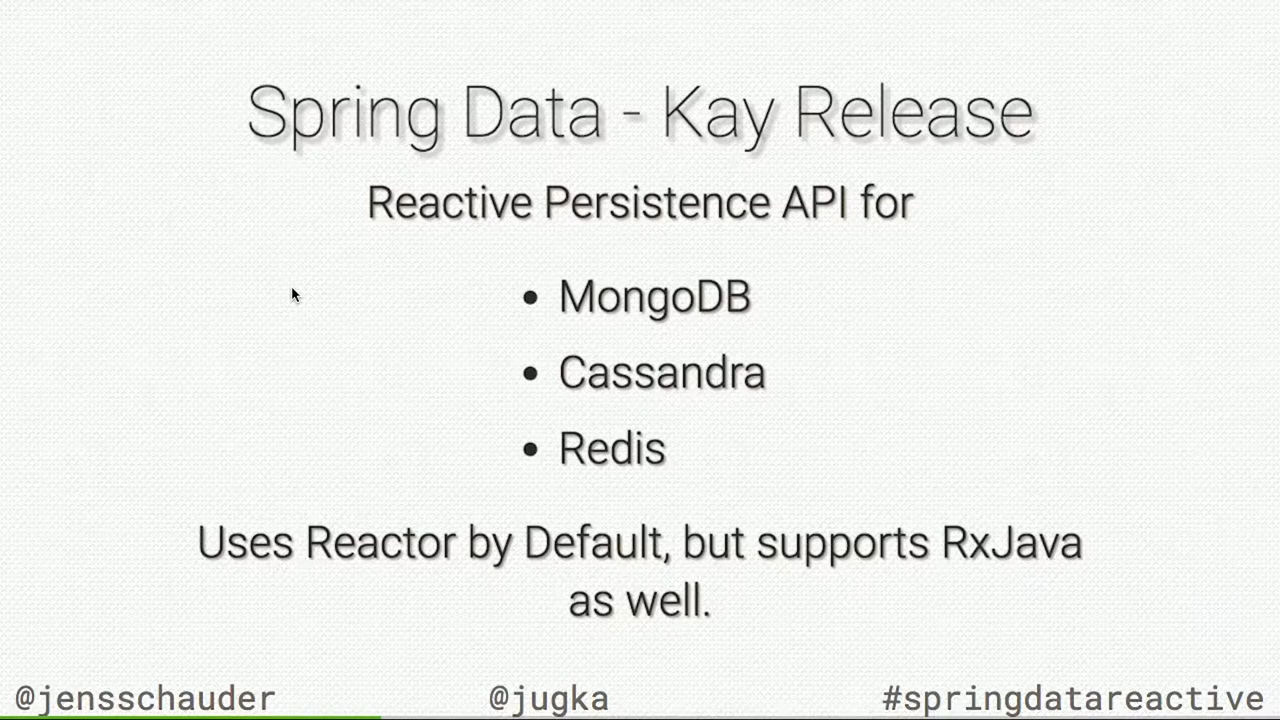 Spring Data - Kay Release
Reactive Persistence API for
• MongoDB
• Cassandra
• Redis
Uses Reactor by Default, but supports RxJava
as well.
@jensschauder @jugka #springdatareactive